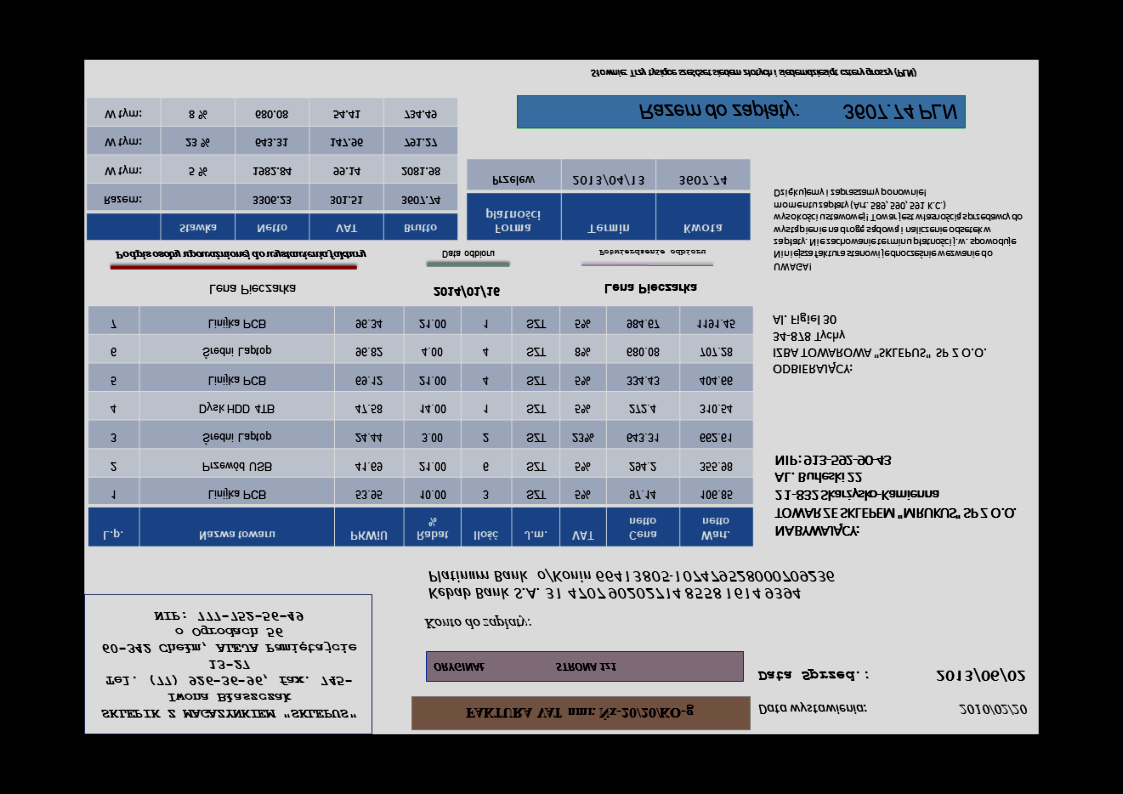 SKLEPIK Z MAGAZYNKIEM "SKLEPUS"
Iwona Błaszczak
Tel. (77) 926-36-96, fax. 745-
13-27
60-342 Chełm, ALEJA Pamiętajcie
o Ogrodach 56
NIP: 777-752-56-49
FAKTURA VAT nmr. Nx-20/20/KO-g
Data wystawienia: 2010/02/20
ORYGINAŁ STRONA 1z1
Data Sprzed.: 2013/06/02
Konto do zapłaty:
Kebab Bank S.A. 31 4707 90202714 8558 1614 9394
Platinum Bank o/Konin 66413805-107479528000709236
L.p. Nazwa towaru PKWiU Rabat % Ilość J.m. VAT Cena netto Wart. netto
1 Linijka PCB 53.95 10.00 3 SZT 5% 97.14 106.85
2 Przewód USB 41.69 21.00 6 SZT 5% 294.2 355.98
3 Średni Laptop 24.44 3.00 2 SZT 23% 643.31 662.61
4 Dysk HDD 4TB 47.58 14.00 1 SZT 5% 272.4 310.54
5 Linijka PCB 69.12 21.00 4 SZT 5% 334.43 404.66
6 Średni Laptop 96.82 4.00 4 SZT 8% 680.08 707.28
7 Linijka PCB 96.34 21.00 1 SZT 5% 984.67 1191.45
NABYWAJĄCY:
TOWAR ZE SKLEPEM "MRUKUS" SP Z O.O.
21-832 Skarżysko-Kamienna
AL. Burleski 22
NIP: 913-592-90-43
ODBIERAJĄCY:
IZBA TOWAROWA "SKLEPUS" SP Z O.O.
34-878 Tychy
Al. Figiel 30
Lena Pieczarka
2014/01/16
Lena Pieczarka
Podpis osoby upoważnionej do wystawienia faktury
Data odbioru
Potwierdzenie odbioru
UWAGA!
Niniejsza faktura stanowi jednocześnie wezwanie do
zapłaty. Nie zachowanie terminu płatności j.w. spowoduje
wystąpienie na drogę sądową i naliczenie odsetek w
wysokości ustawowej! Towar jest własnością sprzedawcy do
momentu zapłaty (Art. 589, 590, 591 K.C.)
Dziękujemy i zapraszamy ponownie!
Stawka Netto VAT Brutto
Razem: 3306.23 301.51 3607.74
W tym: 5 % 1982.84 99.14 2081.98
W tym: 23 % 643.31 147.96 791.27
W tym: 8 % 680.08 54.41 734.49
Forma płatności Termin Kwota
Przelew 2013/04/13 3607.74
Razem do zapłaty: 3607.74 PLN
Słownie: Trzy tysiące sześćset siedem złotych i siedemdziesiąt cztery groszy (PLN)